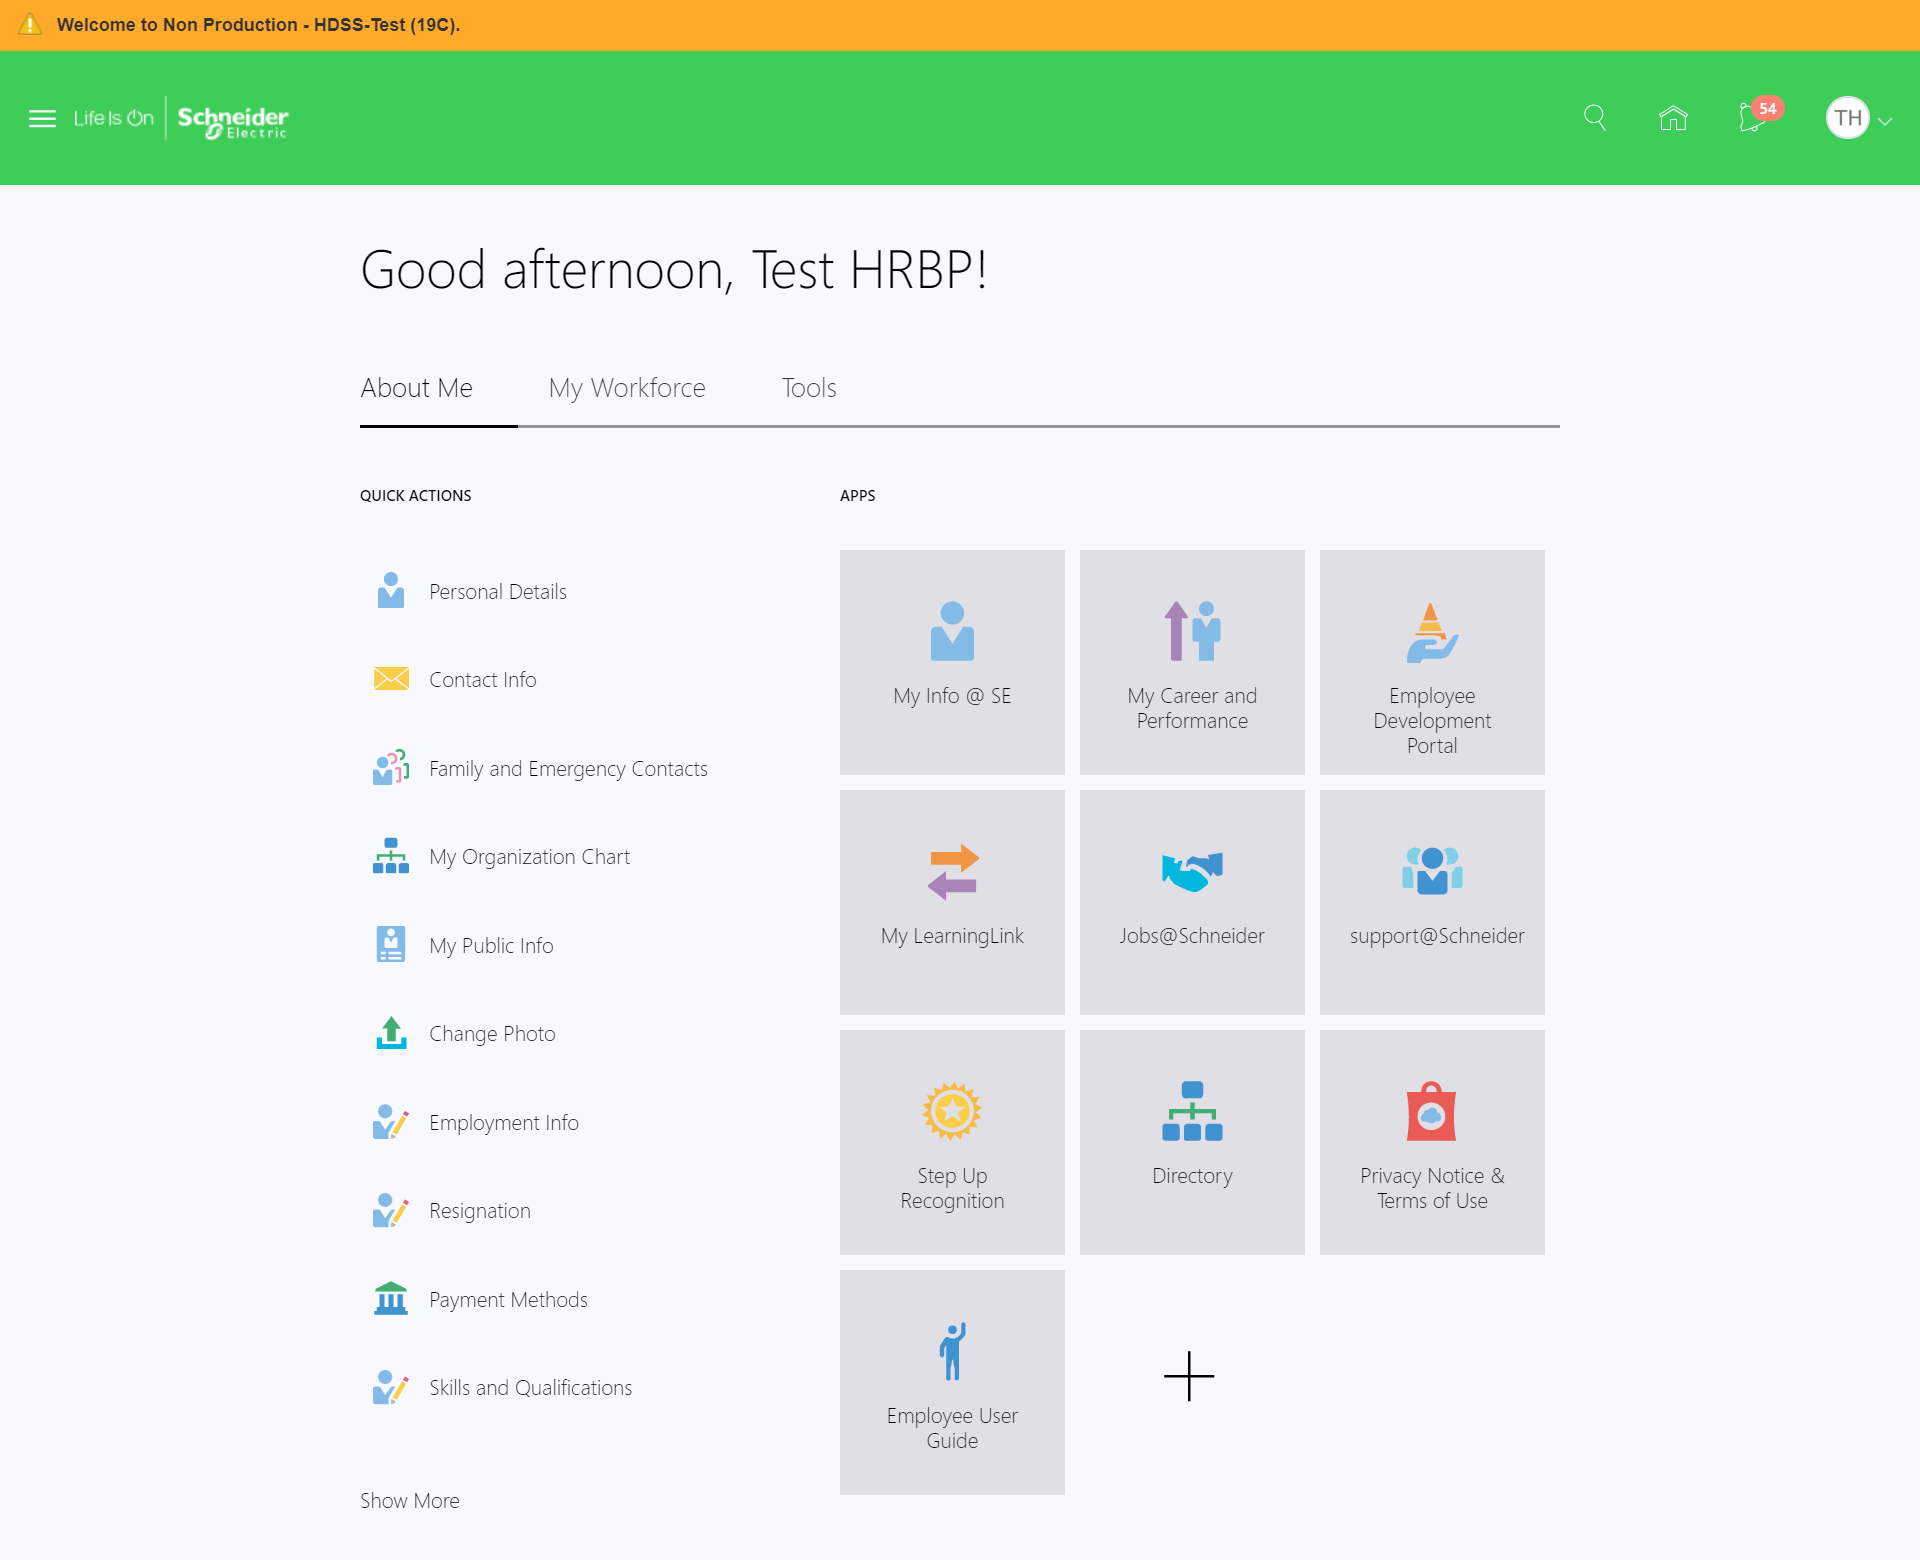 Welcome to Non Production - HDSS-Test (19C).
Life Is On
Schneider
Electric
54
TH
Good afternoon, Test HRBP!
About Me
My Workforce
Tools
QUICK ACTIONS
Personal Details
Contact Info
Family and Emergency Contacts
My Organization Chart
My Public Info
Change Photo
Employment Info
Resignation
Payment Methods
Skills and Qualifications
Show More
APPS
My Info @ SE
My Career and
Performance
Employee
Development
Portal
My LearningLink
Jobs@Schneider
support@Schneider
Step Up
Recognition
Directory
Privacy Notice &
Terms of Use
Employee User
Guide